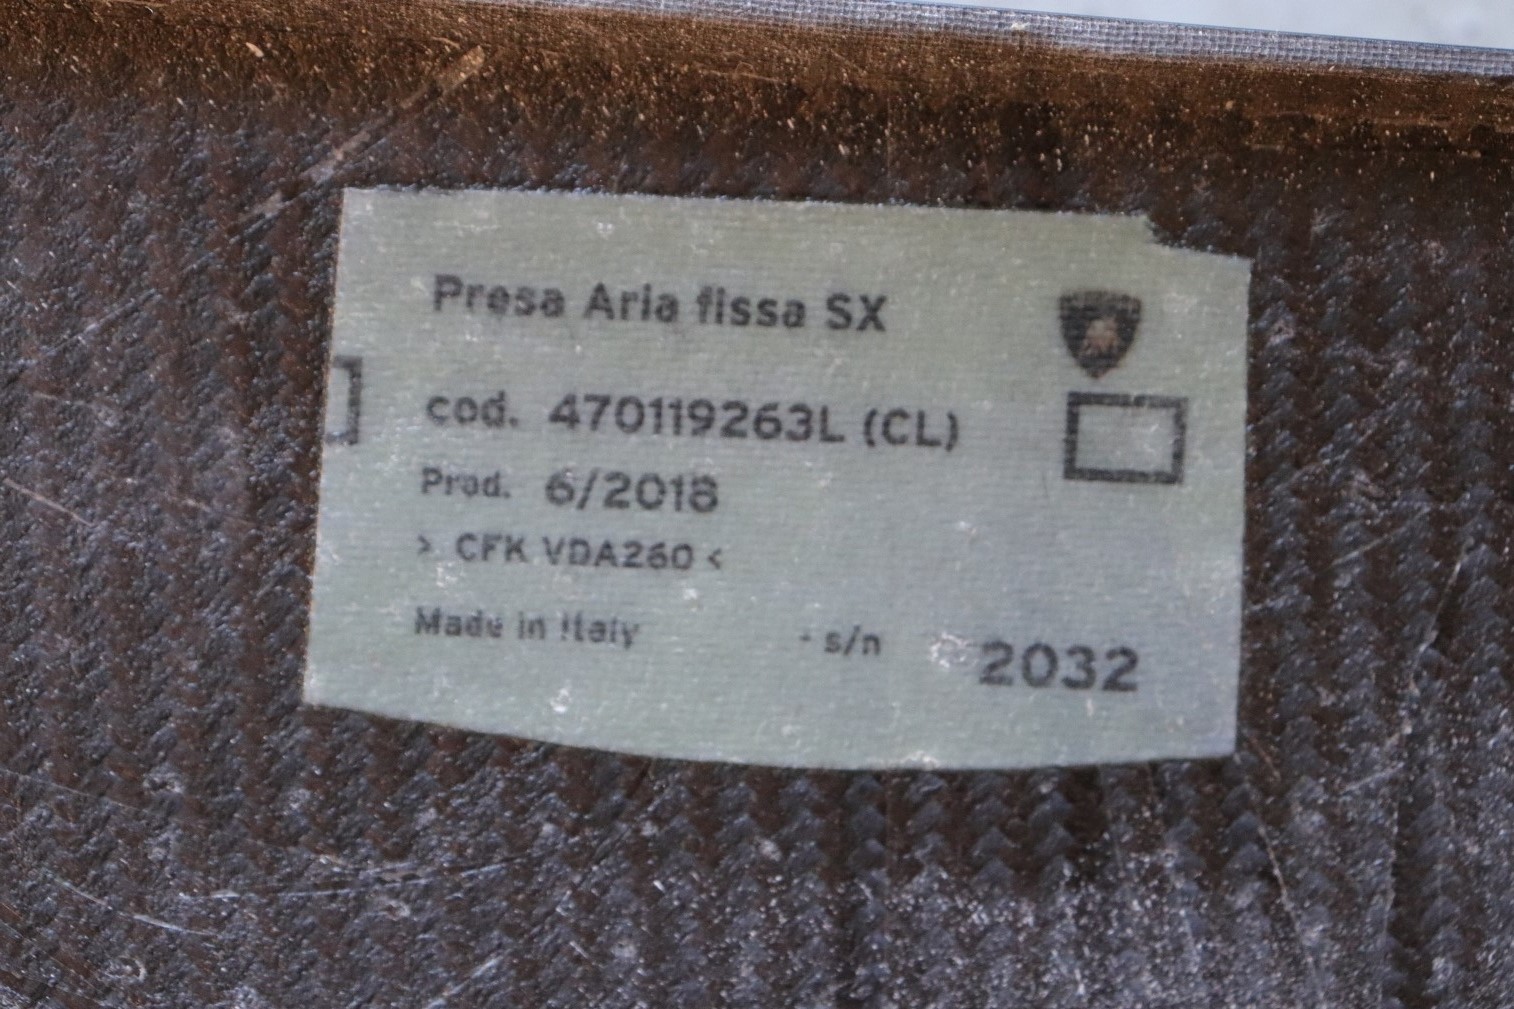 Presa Aria fissa SX
cod. 470119263L (CL)
Prod. 6/2018
> CFK VDA260 <
Made in Italy - s/n 2032